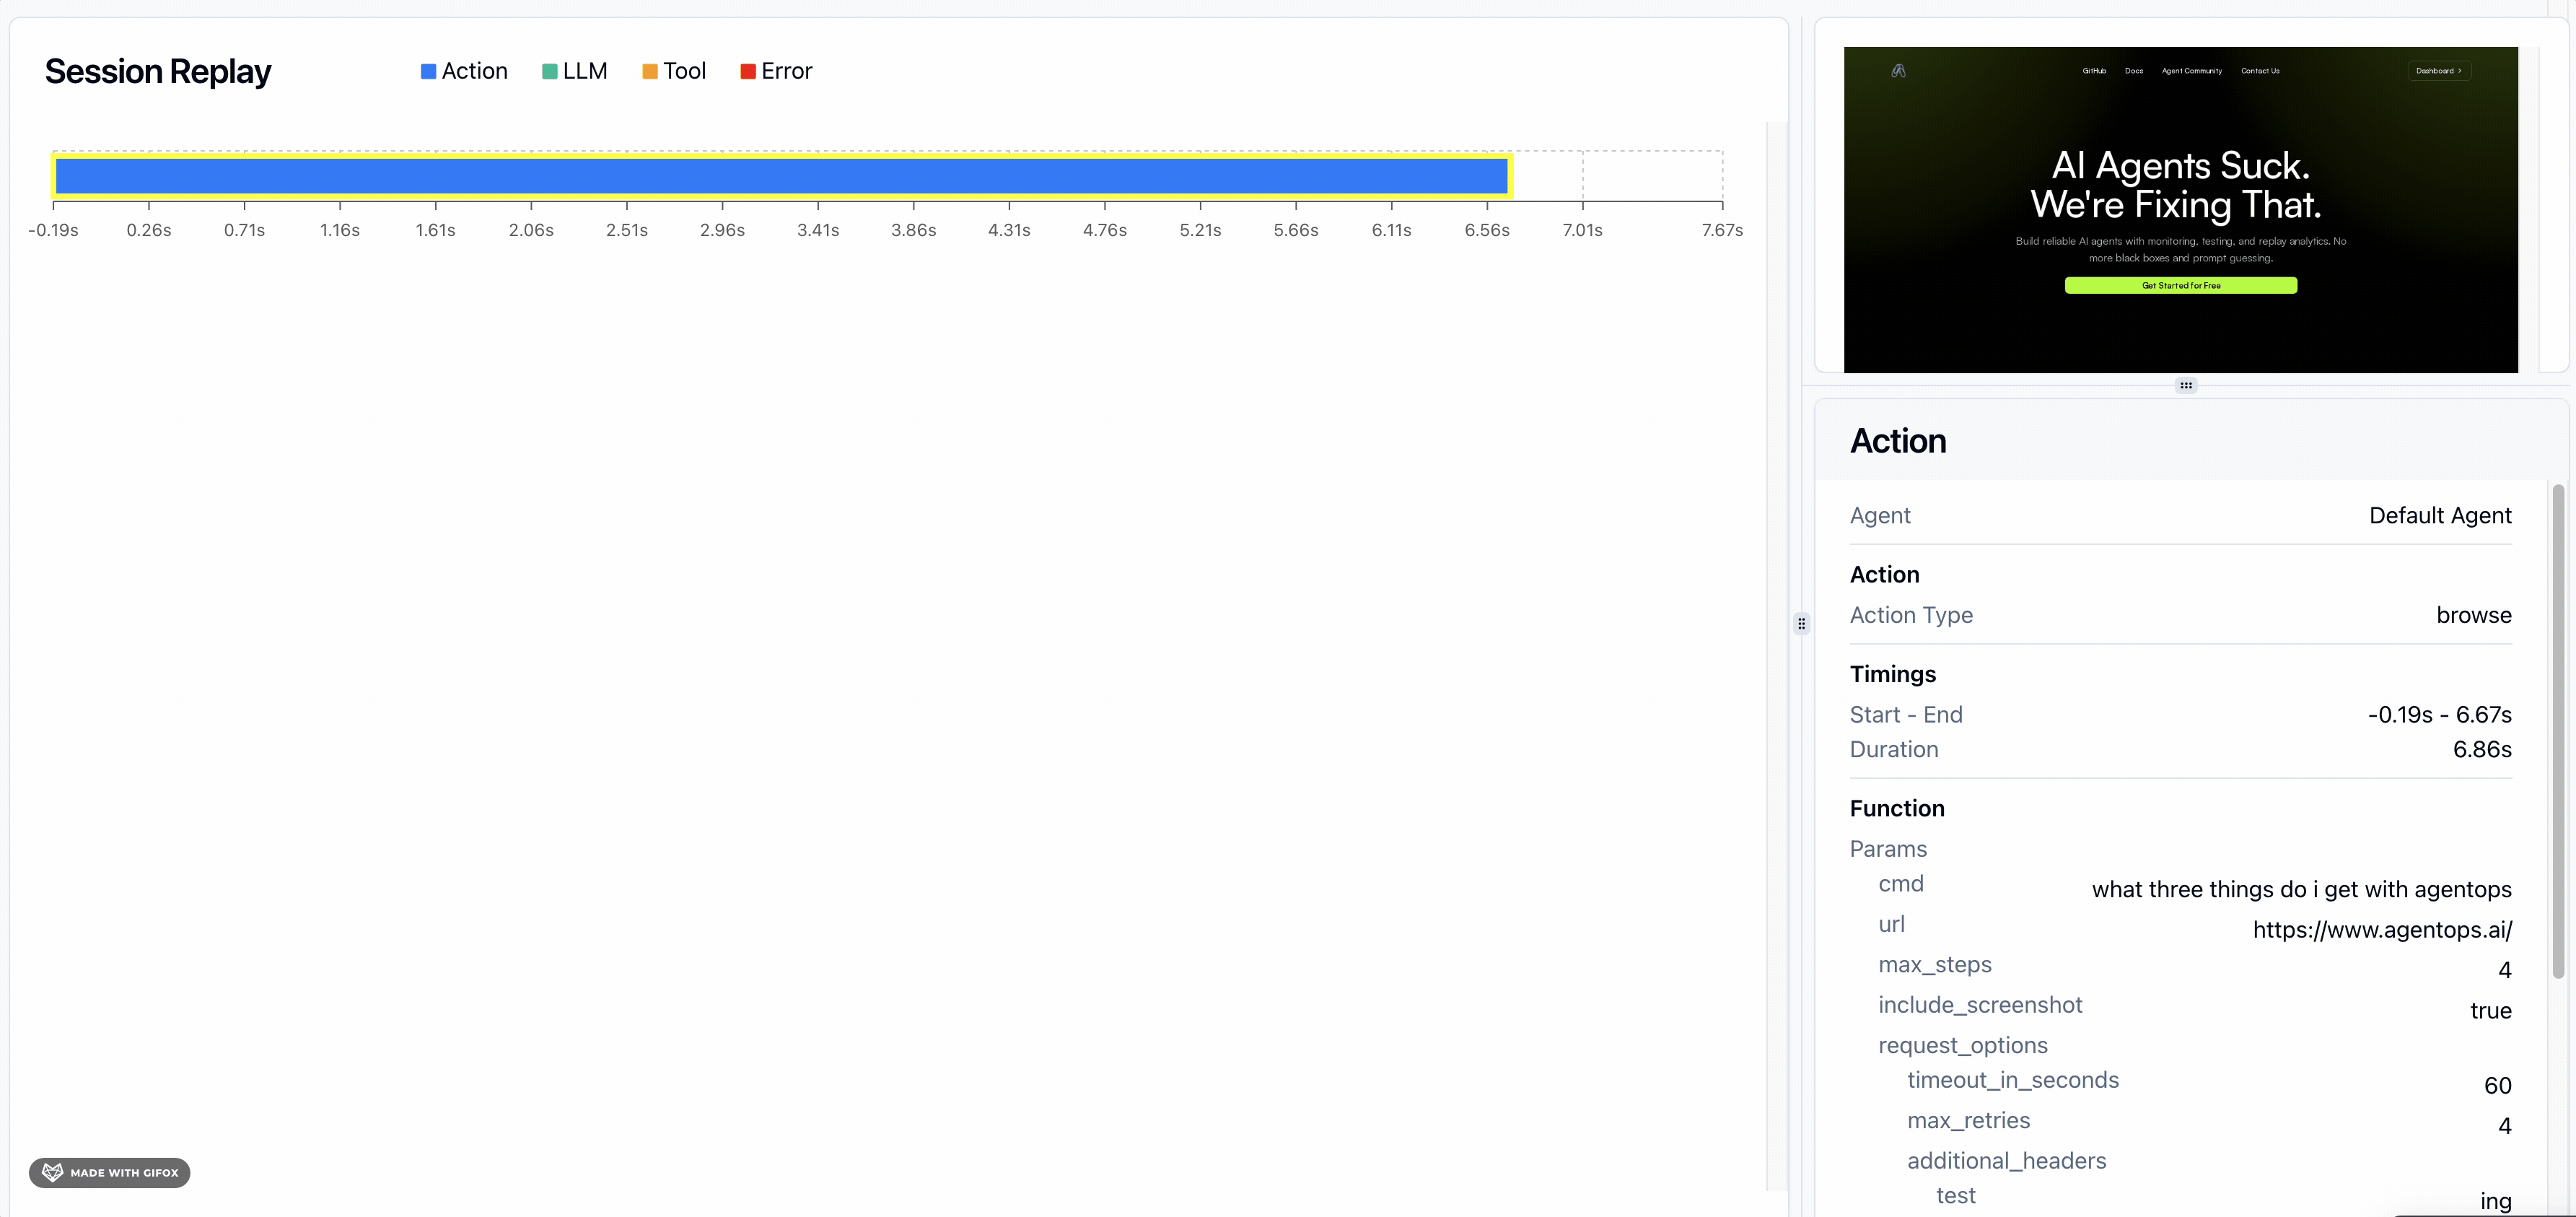 Session Replay
Action LLM Tool Error
-0.19s 0.26s 0.71s 1.16s 1.61s 2.06s 2.51s 2.96s 3.41s 3.86s 4.31s 4.76s 5.21s 5.66s 6.11s 6.56s 7.01s 7.67s
MADE WITH GIFOX
GitHub Docs Agent Community Contact Us Dashboard >
AI Agents Suck.
We're Fixing That.
Build reliable AI agents with monitoring, testing, and replay analytics. No
more black boxes and prompt guessing.
Get Started for Free
Action
Agent Default Agent
Action
Action Type browse
Timings
Start - End -0.19s - 6.67s
Duration 6.86s
Function
Params
cmd what three things do i get with agentops
url https://www.agentops.ai/
max_steps 4
include_screenshot true
request_options
timeout_in_seconds 60
max_retries 4
additional_headers
test ing